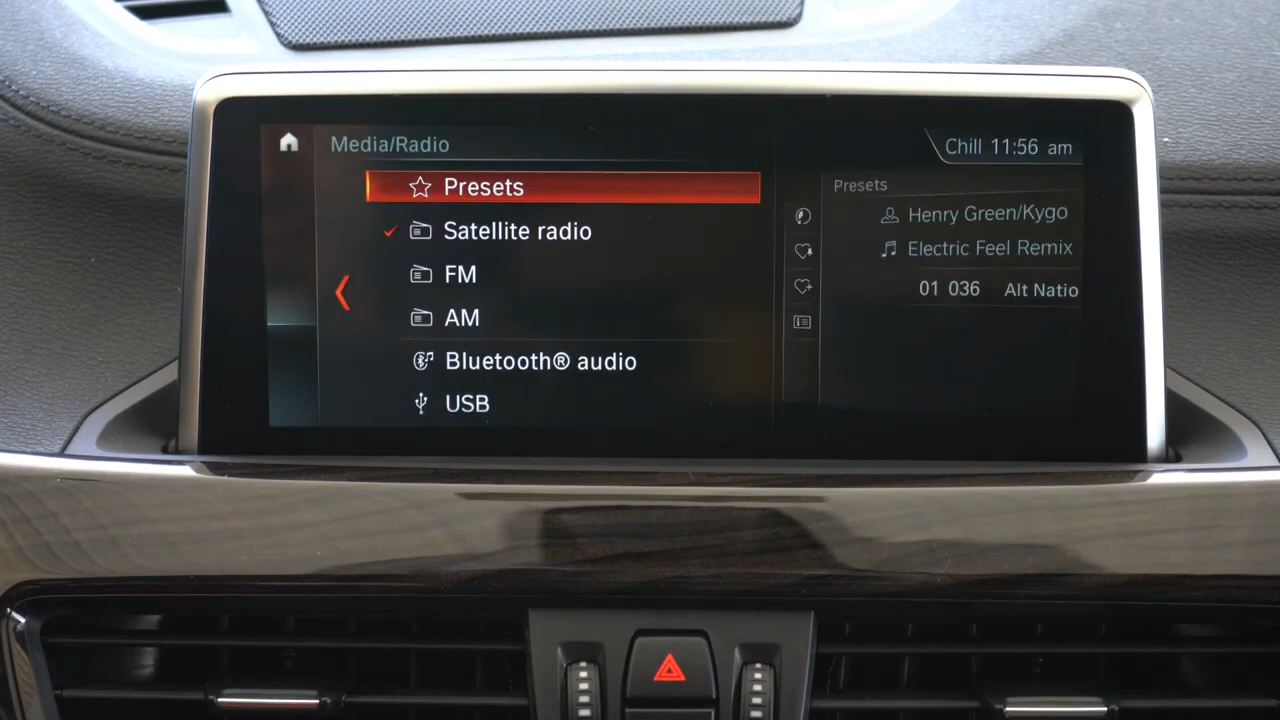 Media/Radio
Chill 11:56 am
Presets
Satellite radio
FM
AM
Bluetooth® audio
USB
Presets
Henry Green/Kygo
Electric Feel Remix
01 036 Alt Natio